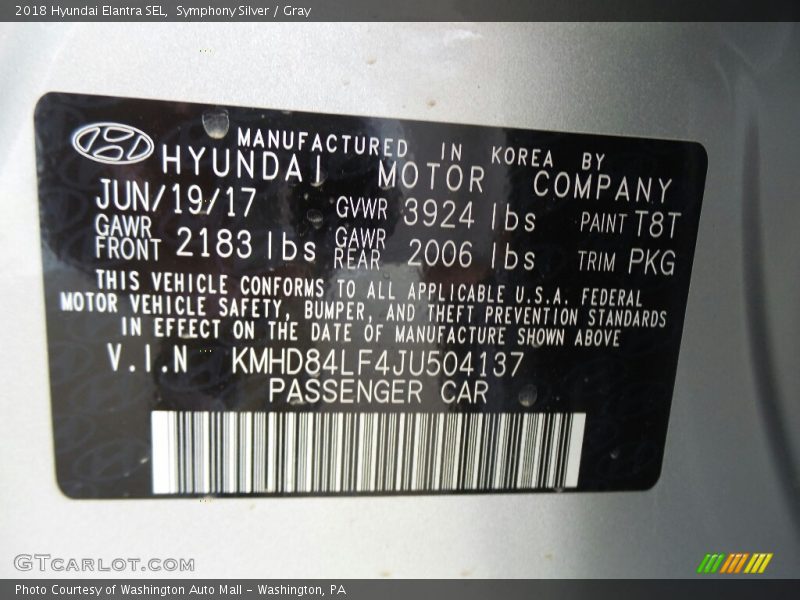 2018 Hyundai Elantra SEL, Symphony Silver / Gray
MANUFACTURED IN KOREA BY
HYUNDAI MOTOR COMPANY
JUN/19/17 GVWR 3924 lbs PAINT T8T
GAWR FRONT 2183 lbs GAWR REAR 2006 lbs TRIM PKG
THIS VEHICLE CONFORMS TO ALL APPLICABLE U.S.A. FEDERAL
MOTOR VEHICLE SAFETY, BUMPER, AND THEFT PREVENTION STANDARDS
IN EFFECT ON THE DATE OF MANUFACTURE SHOWN ABOVE
V.I.N KMHD84LF4JU504137
PASSENGER CAR
GTCARLOT.COM
Photo Courtesy of Washington Auto Mall - Washington, PA